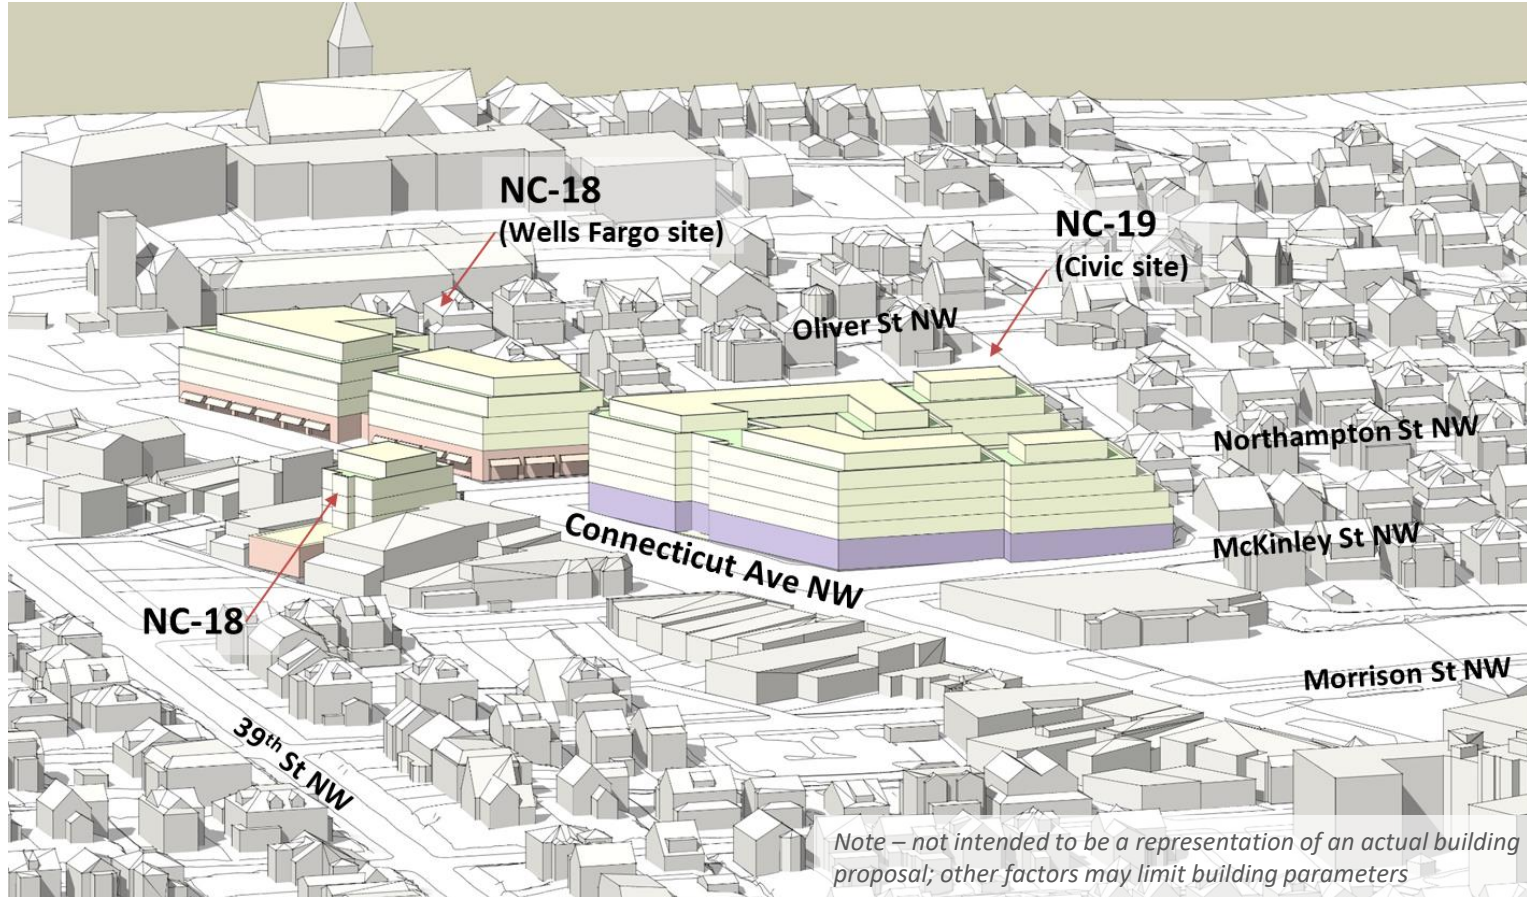 NC-18
(Wells Fargo site)
NC-19
(Civic site)
Oliver St NW
Northampton St NW
McKinley St NW
Connecticut Ave NW
NC-18
Morrison St NW
39th St NW
Note – not intended to be a representation of an actual building
proposal; other factors may limit building parameters